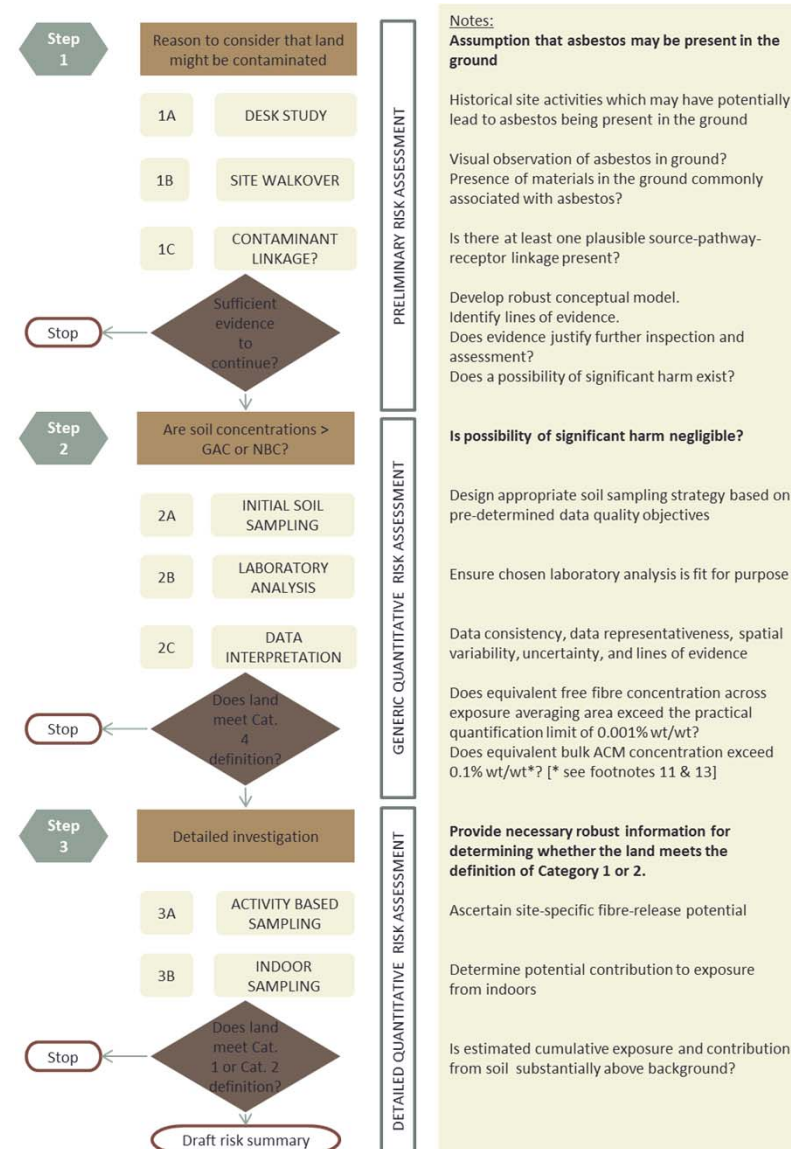 Step
1
Reason to consider that land
might be contaminated
1A
DESK STUDY
1B
SITE WALKOVER
1C
CONTAMINANT
LINKAGE?
Sufficient
evidence
to
continue?
Stop
PRELIMINARY RISK ASSESSMENT
Notes:
Assumption that asbestos may be present in the
ground
Historical site activities which may have potentially
lead to asbestos being present in the ground
Visual observation of asbestos in ground?
Presence of materials in the ground commonly
associated with asbestos?
Is there at least one plausible source-pathway-
receptor linkage present?
Develop robust conceptual model.
Identify lines of evidence.
Does evidence justify further inspection and
assessment?
Does a possibility of significant harm exist?
Step
2
Are soil concentrations >
GAC or NBC?
2A
INITIAL SOIL
SAMPLING
2B
LABORATORY
ANALYSIS
2C
DATA
INTERPRETATION
Does land
meet Cat.
4
definition?
Stop
GENERIC QUANTITATIVE RISK ASSESSMENT
Is possibility of significant harm negligible?
Design appropriate soil sampling strategy based on
pre-determined data quality objectives
Ensure chosen laboratory analysis is fit for purpose
Data consistency, data representativeness, spatial
variability, uncertainty, and lines of evidence
Does equivalent free fibre concentration across
exposure averaging area exceed the practical
quantification limit of 0.001% wt/wt?
Does equivalent bulk ACM concentration exceed
0.1% wt/wt*? [* see footnotes 11 & 13]
Step
3
Detailed investigation
3A
ACTIVITY BASED
SAMPLING
3B
INDOOR
SAMPLING
Does land
meet Cat.
1 or Cat. 2
definition?
Stop
Draft risk summary
DETAILED QUANTITATIVE RISK ASSESSMENT
Provide necessary robust information for
determining whether the land meets the
definition of Category 1 or 2.
Ascertain site-specific fibre-release potential
Determine potential contribution to exposure
from indoors
Is estimated cumulative exposure and contribution
from soil substantially above background?